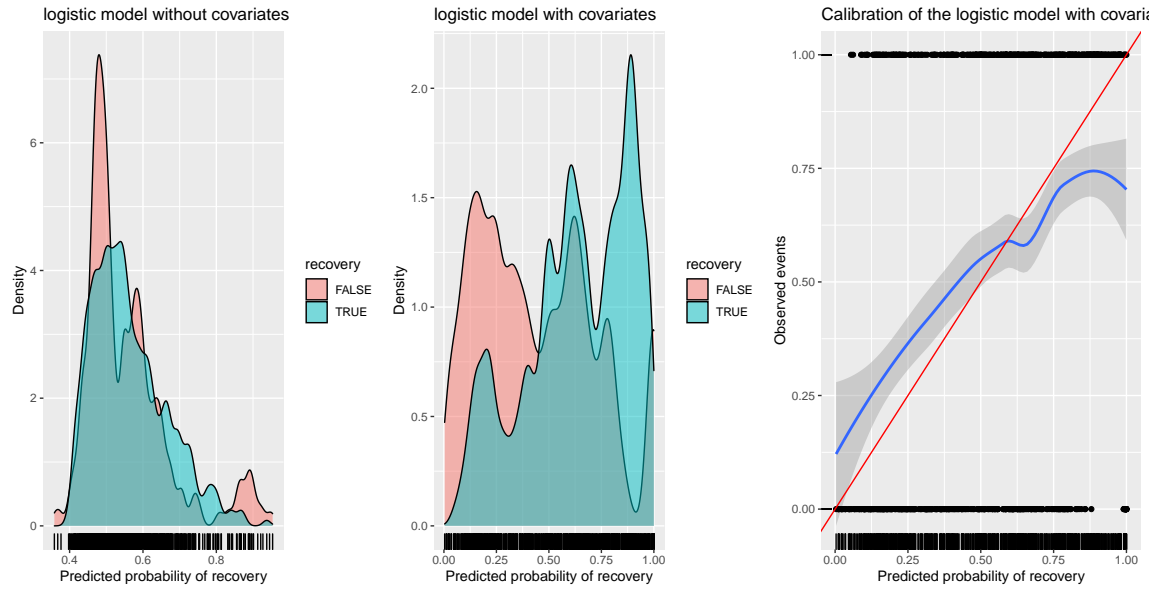 logistic model without covariates
Density
6
4
2
0
0.4 0.6 0.8
Predicted probability of recovery
recovery
FALSE
TRUE
logistic model with covariates
Density
2.0
1.5
1.0
0.5
0.0
0.00 0.25 0.50 0.75 1.00
Predicted probability of recovery
recovery
FALSE
TRUE
Calibration of the logistic model with covaria
Observed events
1.00
0.75
0.50
0.25
0.00
0.00 0.25 0.50 0.75 1.00
Predicted probability of recovery